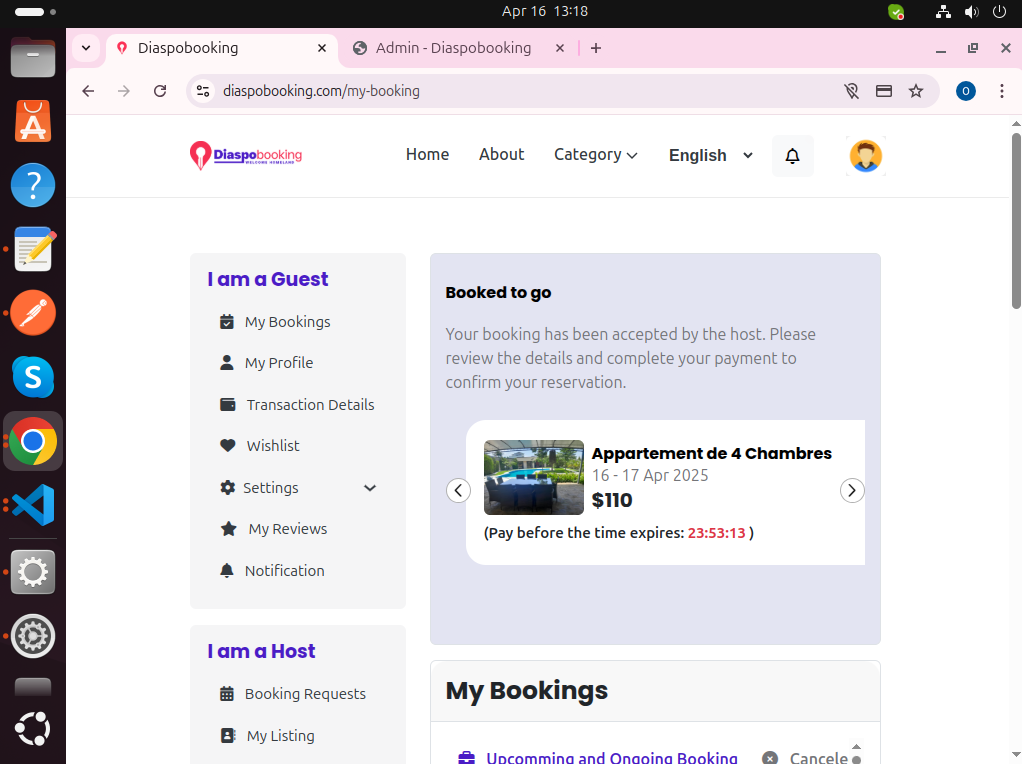 Apr 16 13:18
Diaspobooking
Admin - Diaspobooking
diaspobooking.com/my-booking
O
Diaspobooking
WELCOME HOMELAND
Home
About
Category
English
I am a Guest
My Bookings
My Profile
Transaction Details
Wishlist
Settings
My Reviews
Notification
I am a Host
Booking Requests
My Listing
Booked to go
Your booking has been accepted by the host. Please
review the details and complete your payment to
confirm your reservation.
Appartement de 4 Chambres
16 - 17 Apr 2025
$110
(Pay before the time expires: 23:53:13 )
My Bookings
Upcomming and Ongoing Booking
Cancele